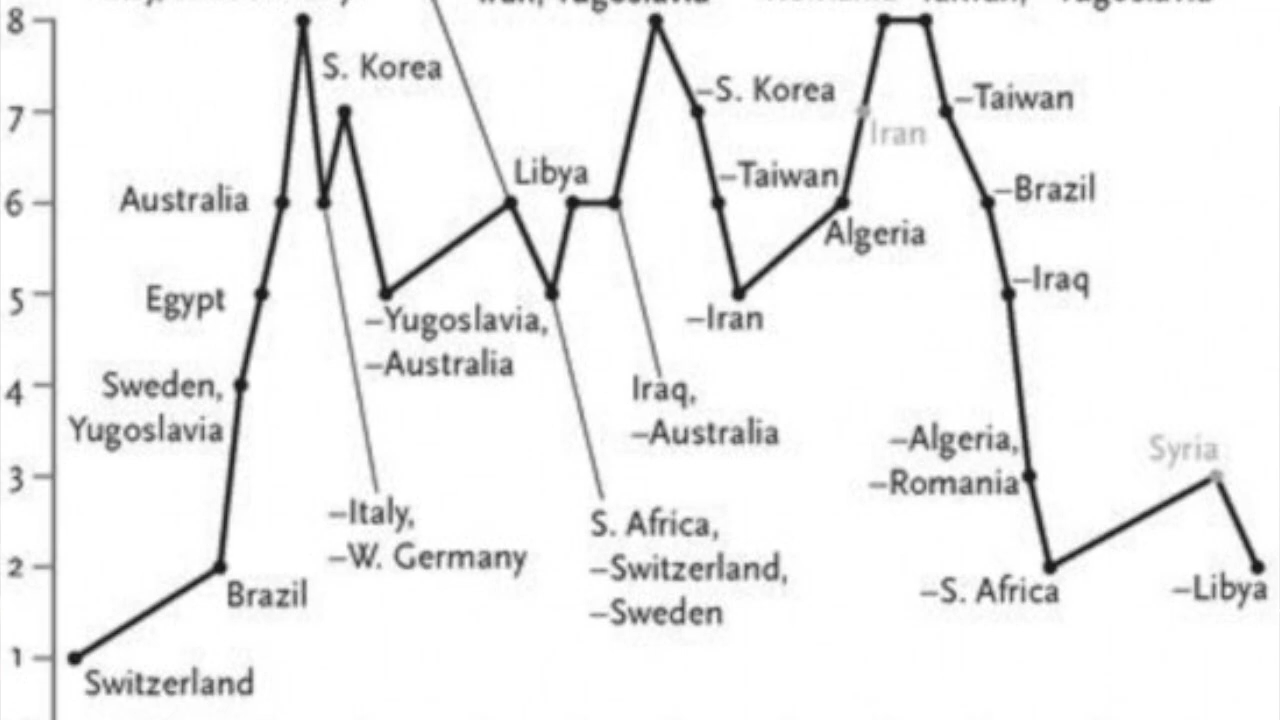 Iran, Yugoslavia
8
S. Korea
–S. Korea
–Taiwan
7
Iran
Libya
–Taiwan
–Brazil
Australia
6
Algeria
Egypt
–Iraq
5
–Yugoslavia,
–Australia
–Iran
Sweden,
Yugoslavia
4
Iraq,
–Australia
–Algeria,
–Romania
Syria
3
–Italy,
–W. Germany
S. Africa,
–Switzerland,
–Sweden
2
Brazil
–S. Africa
–Libya
1
Switzerland